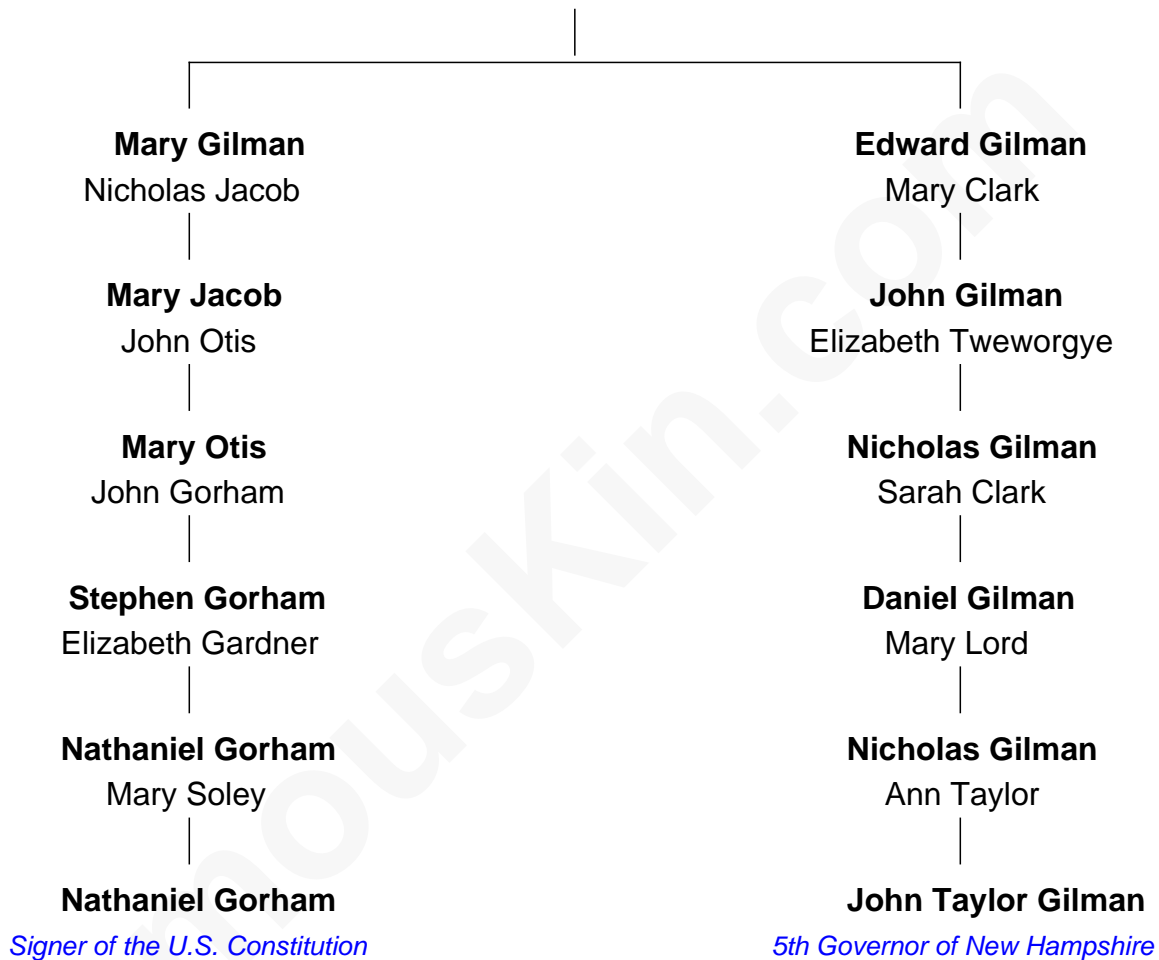 Mary Gilman
Nicholas Jacob
Mary Jacob
John Otis
Mary Otis
John Gorham
Stephen Gorham
Elizabeth Gardner
Nathaniel Gorham
Mary Soley
Nathaniel Gorham
Signer of the U.S. Constitution
Edward Gilman
Mary Clark
John Gilman
Elizabeth Tweworgye
Nicholas Gilman
Sarah Clark
Daniel Gilman
Mary Lord
Nicholas Gilman
Ann Taylor
John Taylor Gilman
5th Governor of New Hampshire
mousKin.com